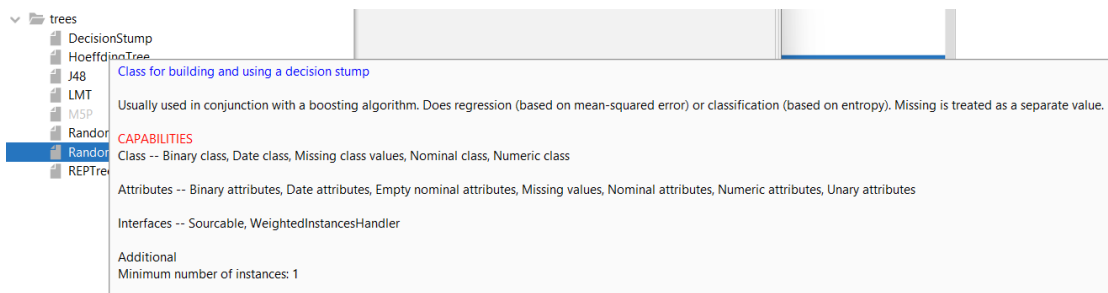 trees
DecisionStump
HoeffdingTree
J48
LMT
M5P
Randor
Randor
REPTre
Class for building and using a decision stump
Usually used in conjunction with a boosting algorithm. Does regression (based on mean-squared error) or classification (based on entropy). Missing is treated as a separate value.
CAPABILITIES
Class -- Binary class, Date class, Missing class values, Nominal class, Numeric class
Attributes -- Binary attributes, Date attributes, Empty nominal attributes, Missing values, Nominal attributes, Numeric attributes, Unary attributes
Interfaces -- Sourcable, WeightedInstancesHandler
Additional
Minimum number of instances: 1